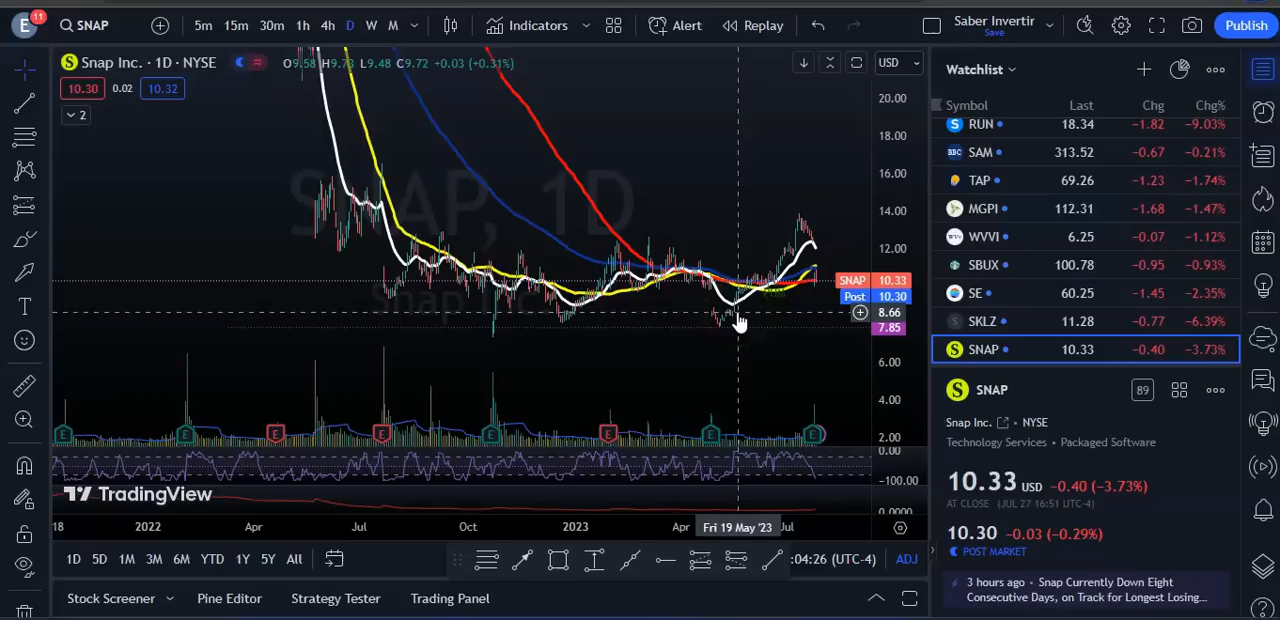 E 11 SNAP 5m 15m 30m 1h 4h D W M Indicators Alert Replay Saber Invertir Save Publish
Snap Inc. · 1D · NYSE O9.58 H9.73 L9.48 C9.72 +0.03 (+0.31%) USD
10.30 0.02 10.32
2
SNAP, 1D
Snap Inc.
20.00
18.00
16.00
14.00
12.00
SNAP 10.33
Post 10.30
8.66
7.85
6.00
4.00
2.00
0.00
-100.00
0.0000
E E E E E E E E
TradingView
18 2022 Apr Jul Oct 2023 Apr Fri 19 May '23 Jul
1D 5D 1M 3M 6M YTD 1Y 5Y All :04:26 (UTC-4) ADJ
Stock Screener Pine Editor Strategy Tester Trading Panel
Watchlist
Symbol Last Chg Chg%
RUN 18.34 −1.82 −9.03%
SAM 313.52 −0.67 −0.21%
TAP 69.26 −1.23 −1.74%
MGPI 112.31 −1.68 −1.47%
WVVI 6.25 −0.07 −1.12%
SBUX 100.78 −0.95 −0.93%
SE 60.25 −1.45 −2.35%
SKLZ 11.28 −0.77 −6.39%
SNAP 10.33 −0.40 −3.73%
SNAP 89
Snap Inc. · NYSE
Technology Services · Packaged Software
10.33 USD −0.40 (−3.73%)
AT CLOSE: (JUL 27 16:51 UTC-4)
10.30 −0.03 (−0.29%)
POST MARKET
3 hours ago · Snap Currently Down Eight
Consecutive Days, on Track for Longest Losing...